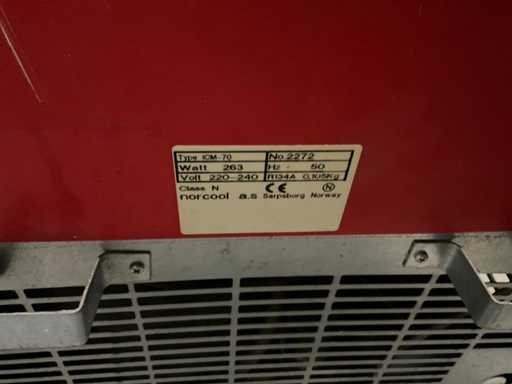 Type ICM-70 No.2272
Watt 263 Hz - 50
Volt 220-240 R134A 0,105Kg
Class N CE N
norcool a.s Sarpsborg Norway